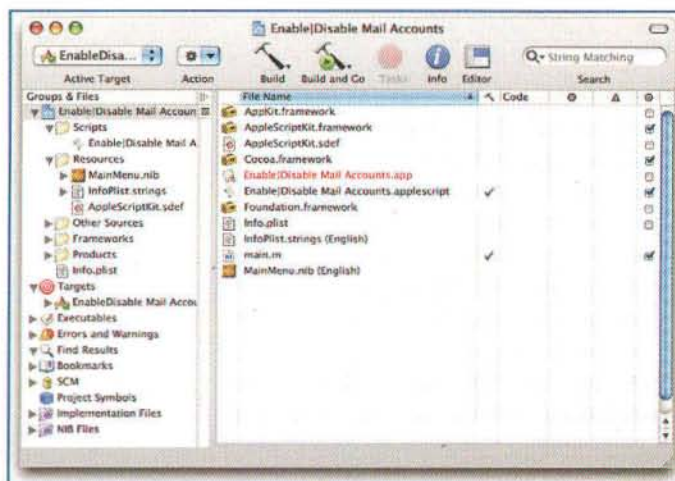 Enable|Disable Mail Accounts
EnableDisa...
Active Target
Action
Build
Build and Go
Tasks
Info
Editor
String Matching
Search
Groups & Files
Enable|Disable Mail Accoun
Scripts
Enable|Disable Mail A
Resources
MainMenu.nib
InfoPlist.strings
AppleScriptKit.sdef
Other Sources
Frameworks
Products
Info.plist
Targets
EnableDisable Mail Accou
Executables
Errors and Warnings
Find Results
Bookmarks
SCM
Project Symbols
Implementation Files
NIB Files
File Name
Code
AppKit.framework
AppleScriptKit.framework
AppleScriptKit.sdef
Cocoa.framework
Enable|Disable Mail Accounts.app
Enable|Disable Mail Accounts.applescript
Foundation.framework
Info.plist
InfoPlist.strings (English)
main.m
MainMenu.nib (English)